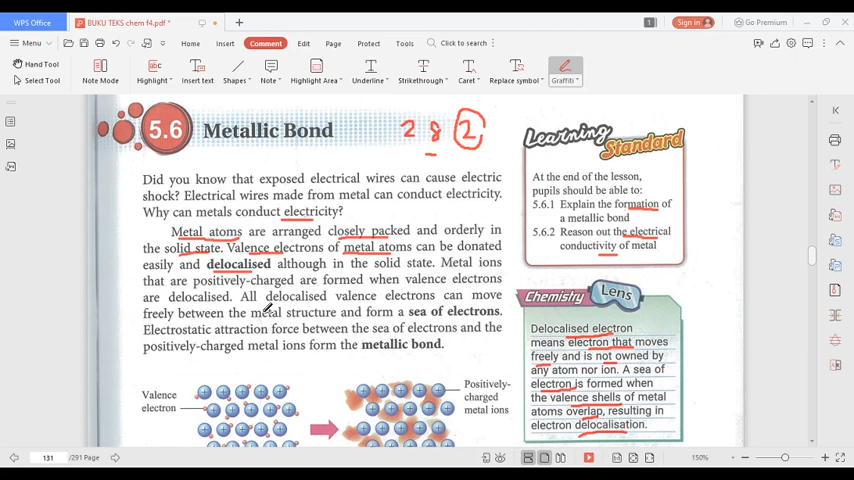 WPS Office
BUKU TEKS chem f4.pdf *
1
Sign in
Go Premium
Menu
Home
Insert
Comment
Edit
Page
Protect
Tools
Click to search
Hand Tool
Select Tool
Note Mode
Highlight
Insert text
Shapes
Note
Highlight Area
Underline
Strikethrough
Caret
Replace symbol
Graffiti
5.6 Metallic Bond
2 8 2
Did you know that exposed electrical wires can cause electric
shock? Electrical wires made from metal can conduct electricity.
Why can metals conduct electricity?
Metal atoms are arranged closely packed and orderly in
the solid state. Valence electrons of metal atoms can be donated
easily and delocalised although in the solid state. Metal ions
that are positively-charged are formed when valence electrons
are delocalised. All delocalised valence electrons can move
freely between the metal structure and form a sea of electrons.
Electrostatic attraction force between the sea of electrons and the
positively-charged metal ions form the metallic bond.
Valence
electron
Positively-
charged
metal ions
Learning
Standard
At the end of the lesson,
pupils should be able to:
5.6.1 Explain the formation of
a metallic bond
5.6.2 Reason out the electrical
conductivity of metal
Chemistry Lens
Delocalised electron
means electron that moves
freely and is not owned by
any atom nor ion. A sea of
electron is formed when
the valence shells of metal
atoms overlap, resulting in
electron delocalisation.
131 /291 Page
150%